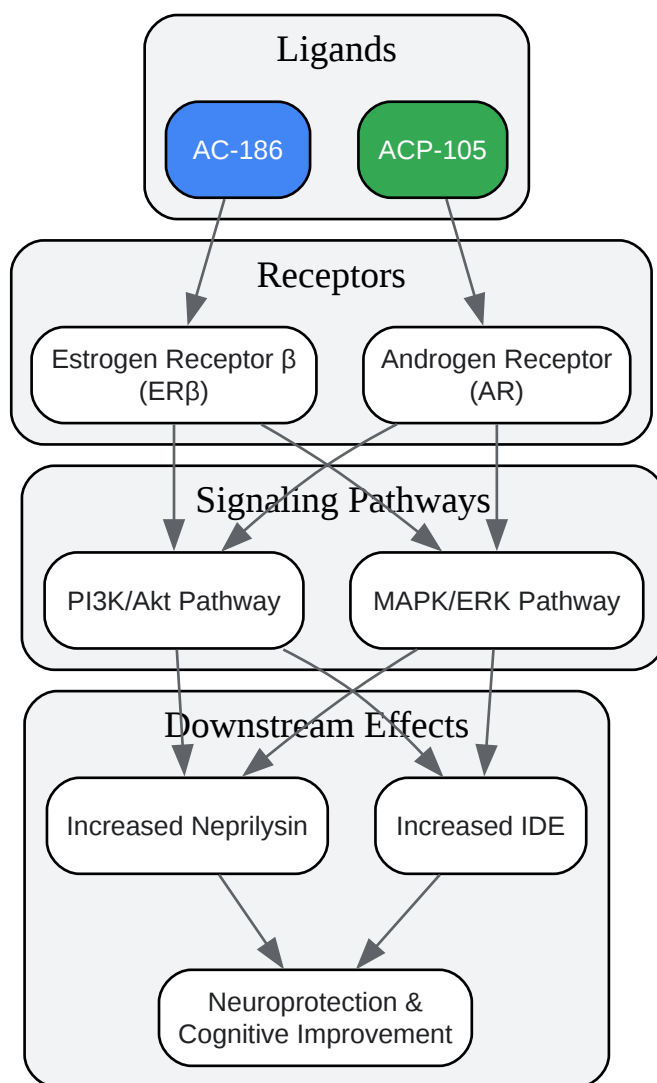 Ligands
AC-186
ACP-105
Receptors
Estrogen Receptor β
(ERβ)
Androgen Receptor
(AR)
Signaling Pathways
PI3K/Akt Pathway
MAPK/ERK Pathway
Downstream Effects
Increased Neprilysin
Increased IDE
Neuroprotection &
Cognitive Improvement